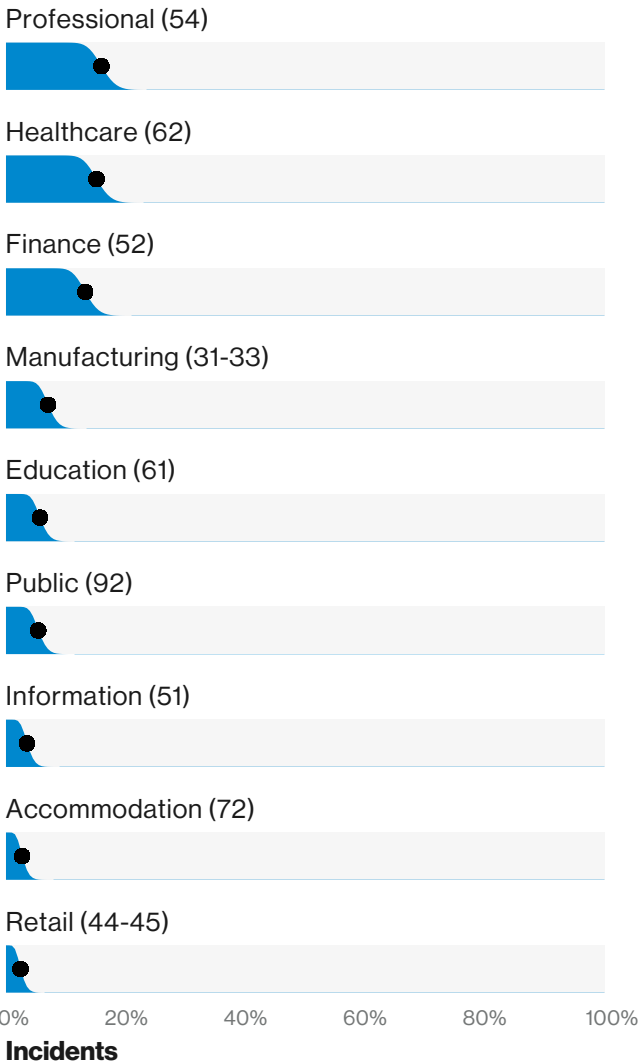 Professional (54)
Healthcare (62)
Finance (52)
Manufacturing (31-33)
Education (61)
Public (92)
Information (51)
Accommodation (72)
Retail (44-45)
0% 20% 40% 60% 80% 100%
Incidents